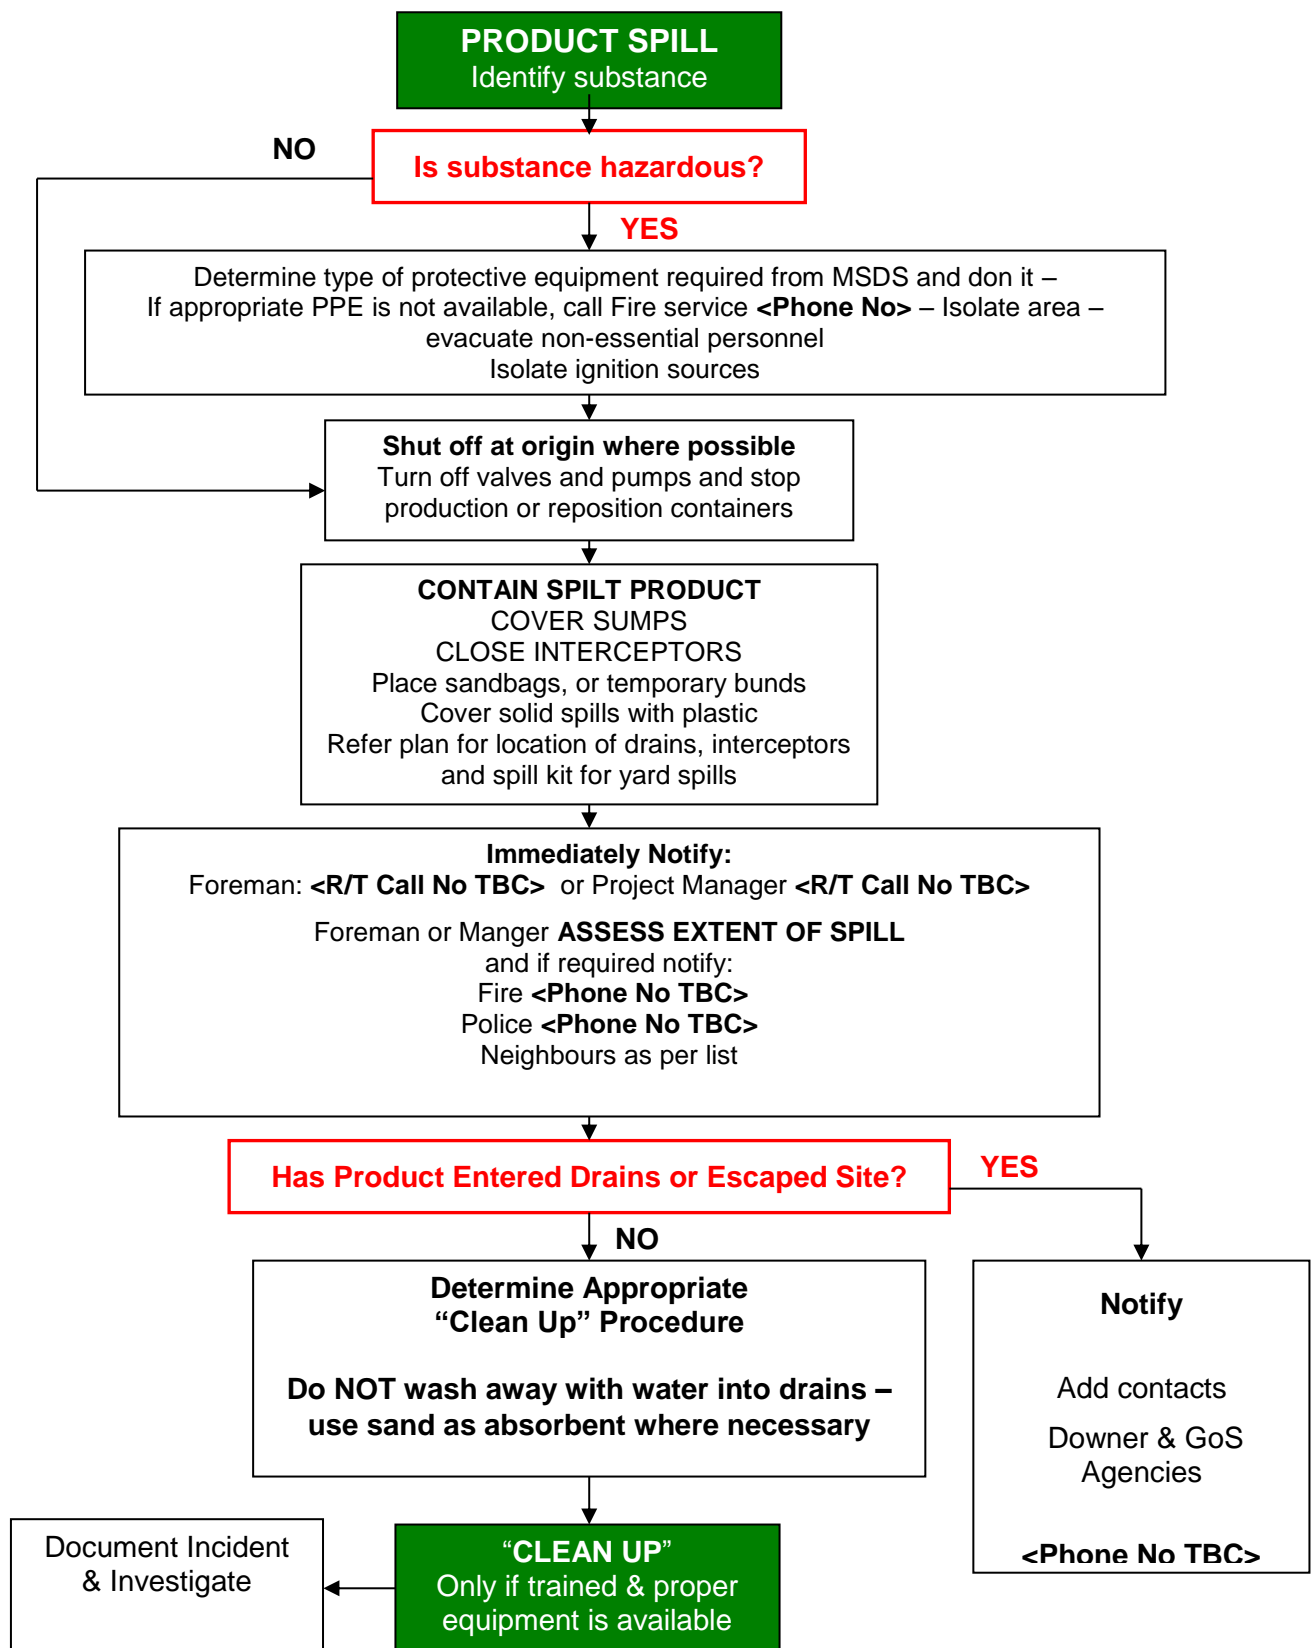 PRODUCT SPILL
Identify substance
NO
Is substance hazardous?
YES
Determine type of protective equipment required from MSDS and don it –
If appropriate PPE is not available, call Fire service <Phone No> – Isolate area –
evacuate non-essential personnel
Isolate ignition sources
Shut off at origin where possible
Turn off valves and pumps and stop
production or reposition containers
CONTAIN SPILT PRODUCT
COVER SUMPS
CLOSE INTERCEPTORS
Place sandbags, or temporary bunds
Cover solid spills with plastic
Refer plan for location of drains, interceptors
and spill kit for yard spills
Immediately Notify:
Foreman: <R/T Call No TBC> or Project Manager <R/T Call No TBC>
Foreman or Manger ASSESS EXTENT OF SPILL
and if required notify:
Fire <Phone No TBC>
Police <Phone No TBC>
Neighbours as per list
Has Product Entered Drains or Escaped Site?
YES
NO
Determine Appropriate
“Clean Up” Procedure
Do NOT wash away with water into drains –
use sand as absorbent where necessary
Notify
Add contacts
Downer & GoS
Agencies
<Phone No TBC>
“CLEAN UP”
Only if trained & proper
equipment is available
Document Incident
& Investigate